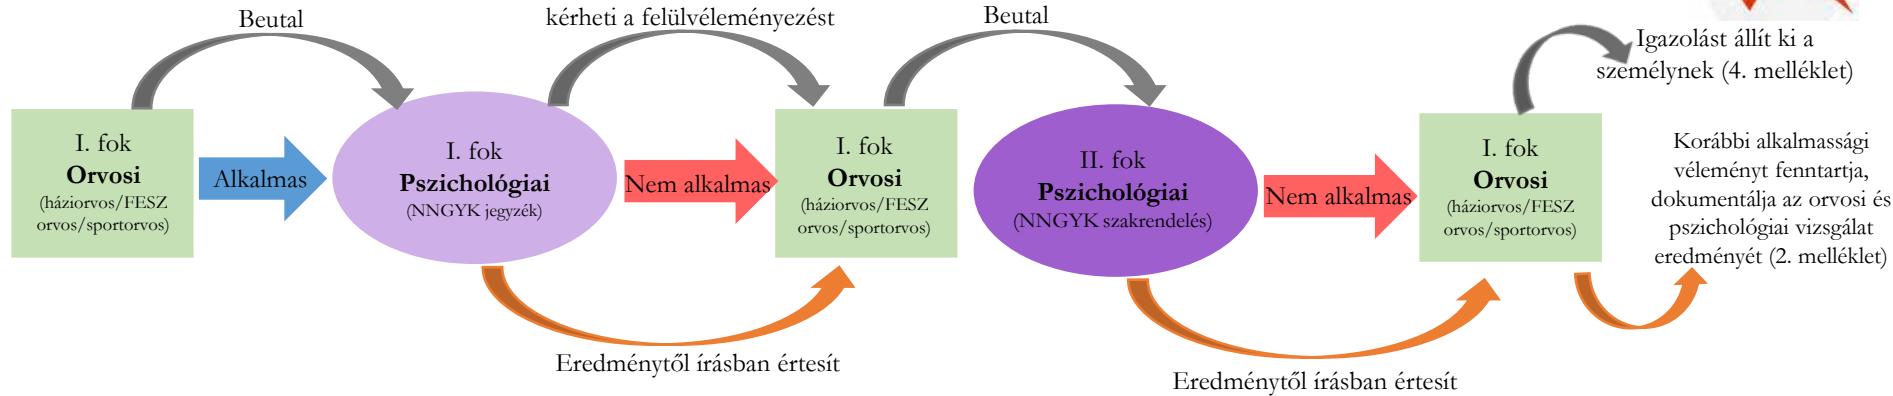 Beutal
kérheti a felülvéleményezést
Beutal
Igazolást állít ki a
személynek (4. melléklet)
I. fok
Orvosi
(háziorvos/FESZ
orvos/sportorvos)
Alkalmas
I. fok
Pszichológiai
(NNGYK jegyzék)
Nem alkalmas
I. fok
Orvosi
(háziorvos/FESZ
orvos/sportorvos)
II. fok
Pszichológiai
(NNGYK szakrendelés)
Nem alkalmas
I. fok
Orvosi
(háziorvos/FESZ
orvos/sportorvos)
Korábbi alkalmassági
véleményt fenntartja,
dokumentálja az orvosi és
pszichológiai vizsgálat
eredményét (2. melléklet)
Eredménytől írásban értesít
Eredménytől írásban értesít